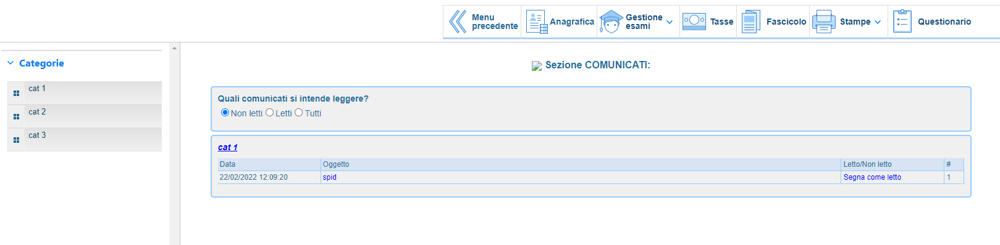 Menu precedente
Anagrafica
Gestione esami
Tasse
Fascicolo
Stampe
Questionario
Categorie
cat 1
cat 2
cat 3
Sezione COMUNICATI:
Quali comunicati si intende leggere?
Non letti Letti Tutti
cat 1
Data Oggetto Letto/Non letto #
22/02/2022 12:09:20 spid Segna come letto 1